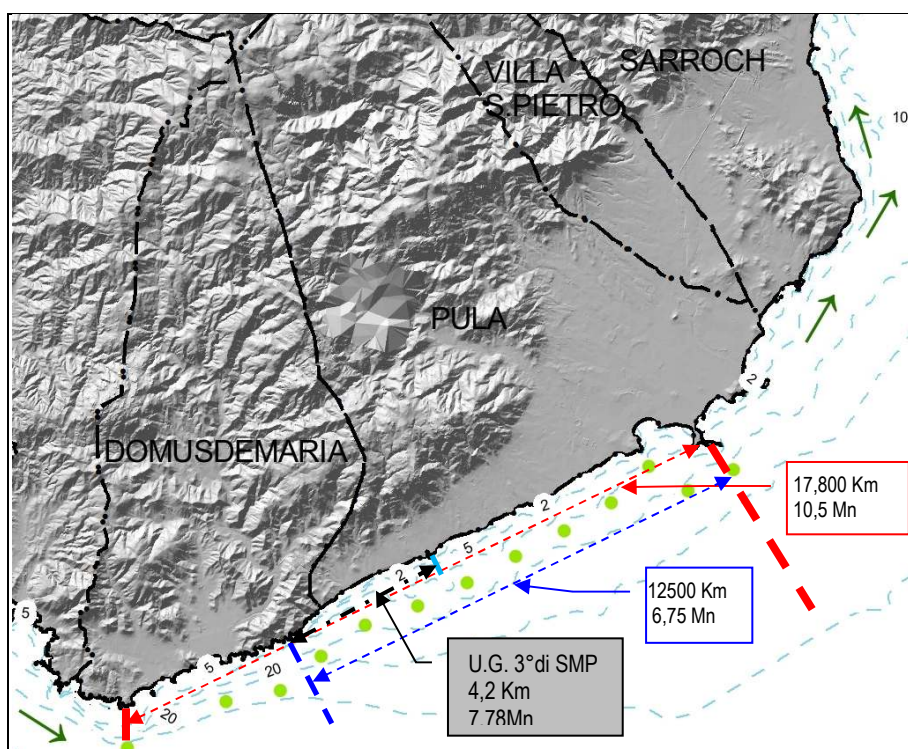 SARROCH
VILLA
S.PIETRO
10
PULA
2
DOMUSDEMARIA
17,800 Km
10,5 Mn
2
5
2
12500 Km
6,75 Mn
5
U.G. 3°di SMP
4,2 Km
7,78Mn
5
20
20